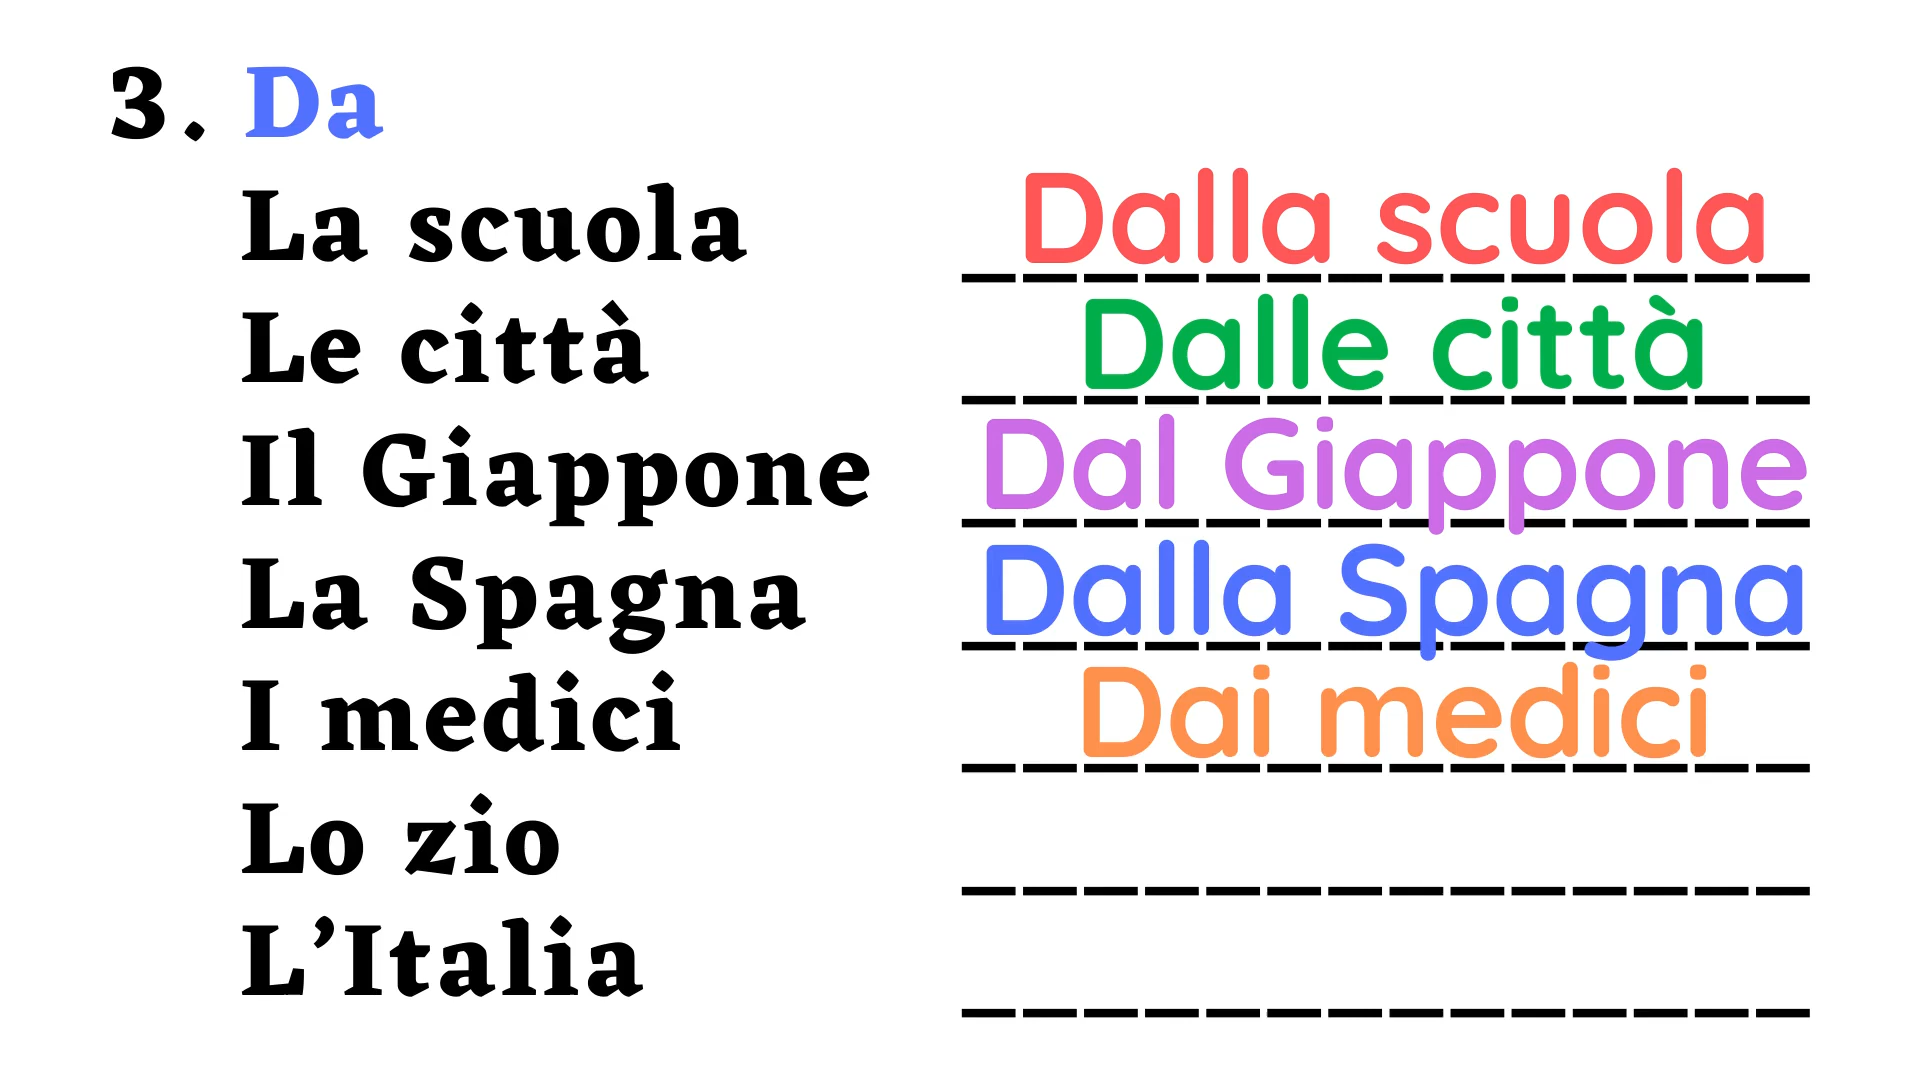 3. Da
La scuola Dalla scuola
Le città Dalle città
Il Giappone Dal Giappone
La Spagna Dalla Spagna
I medici Dai medici
Lo zio
L’Italia